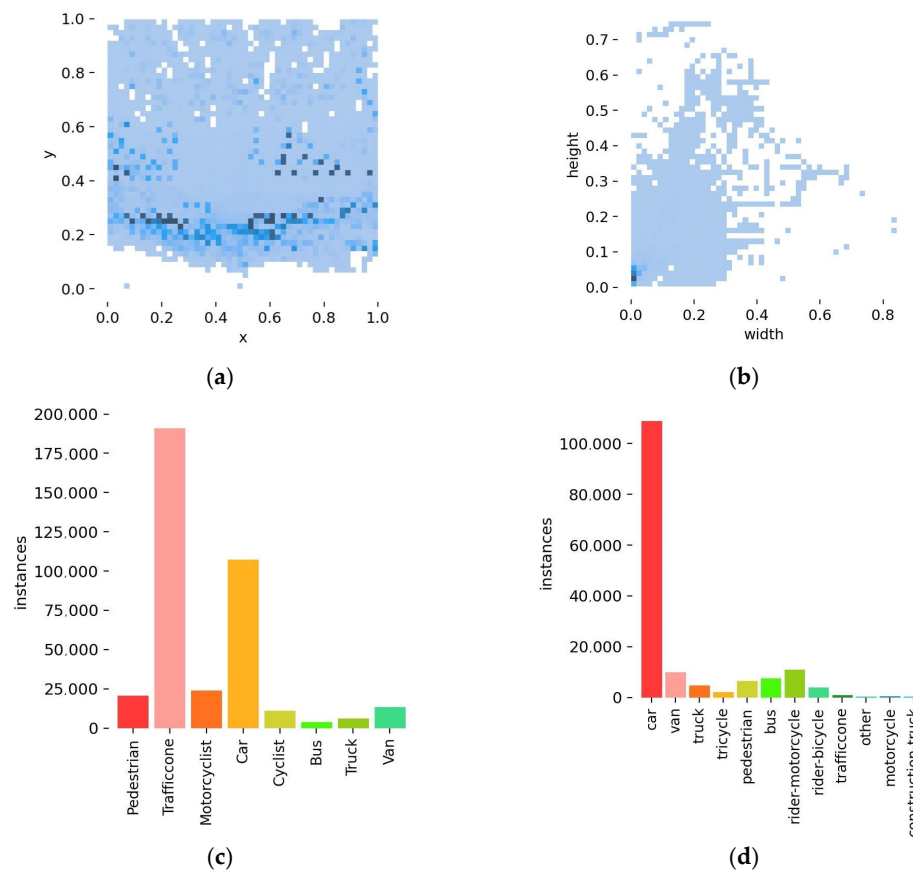 1.0
0.8
0.6
0.4
0.2
0.0
y
0.0 0.2 0.4 0.6 0.8 1.0
x
(a)
0.7
0.6
0.5
0.4
0.3
0.2
0.1
0.0
height
0.0 0.2 0.4 0.6 0.8
width
(b)
200.000
175.000
150.000
125.000
100.000
75.000
50.000
25.000
0
instances
Pedestrian
Trafficcone
Motorcyclist
Car
Cyclist
Bus
Truck
Van
(c)
100.000
80.000
60.000
40.000
20.000
0
instances
car
van
truck
tricycle
pedestrian
bus
rider-motorcycle
rider-bicycle
trafficcone
other
motorcycle
construction-truck
(d)